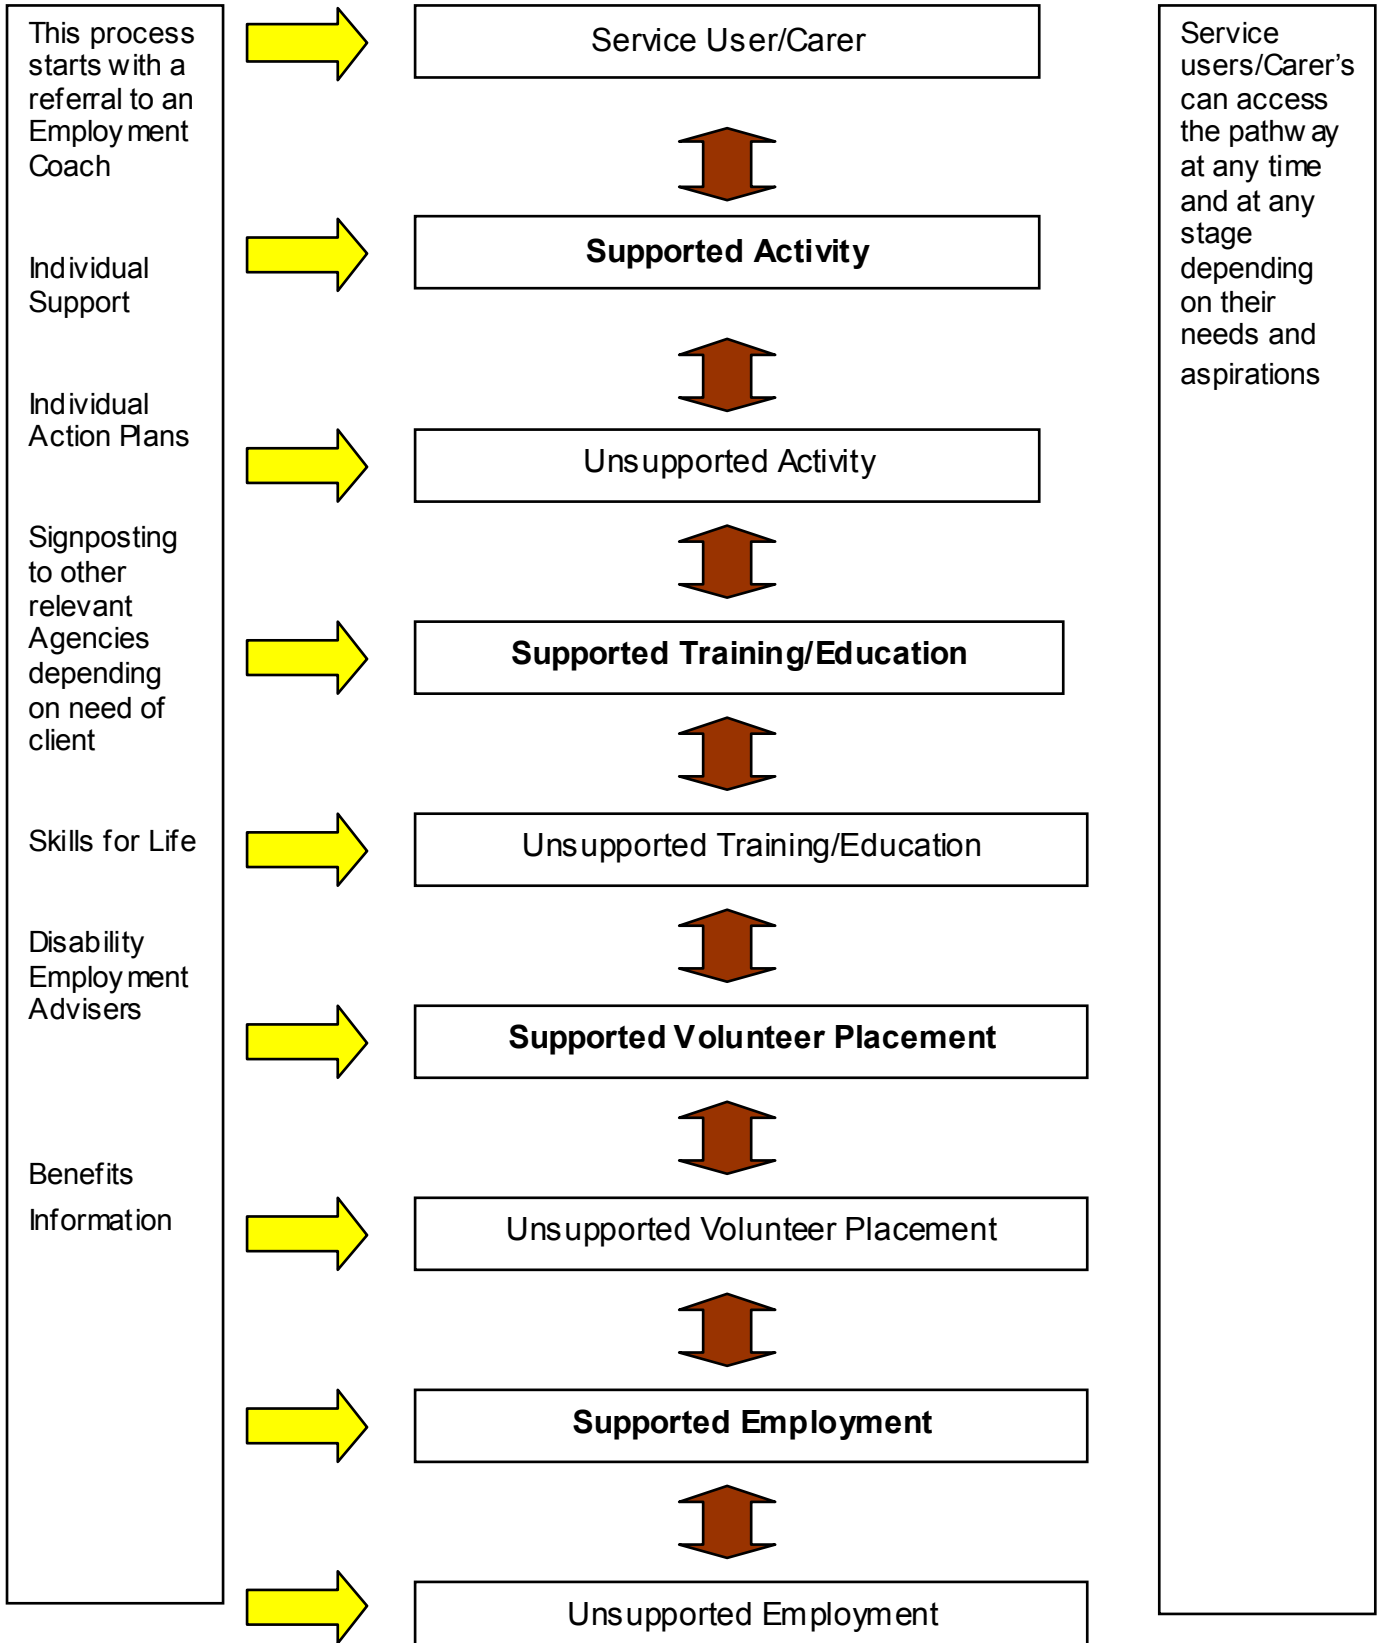 This process
starts with a
referral to an
Employment
Coach
Individual
Support
Individual
Action Plans
Signposting
to other
relevant
Agencies
depending
on need of
client
Skills for Life
Disability
Employment
Advisers
Benefits
Information
Service User/Carer
Supported Activity
Unsupported Activity
Supported Training/Education
Unsupported Training/Education
Supported Volunteer Placement
Unsupported Volunteer Placement
Supported Employment
Unsupported Employment
Service
users/Carer’s
can access
the pathway
at any time
and at any
stage
depending
on their
needs and
aspirations